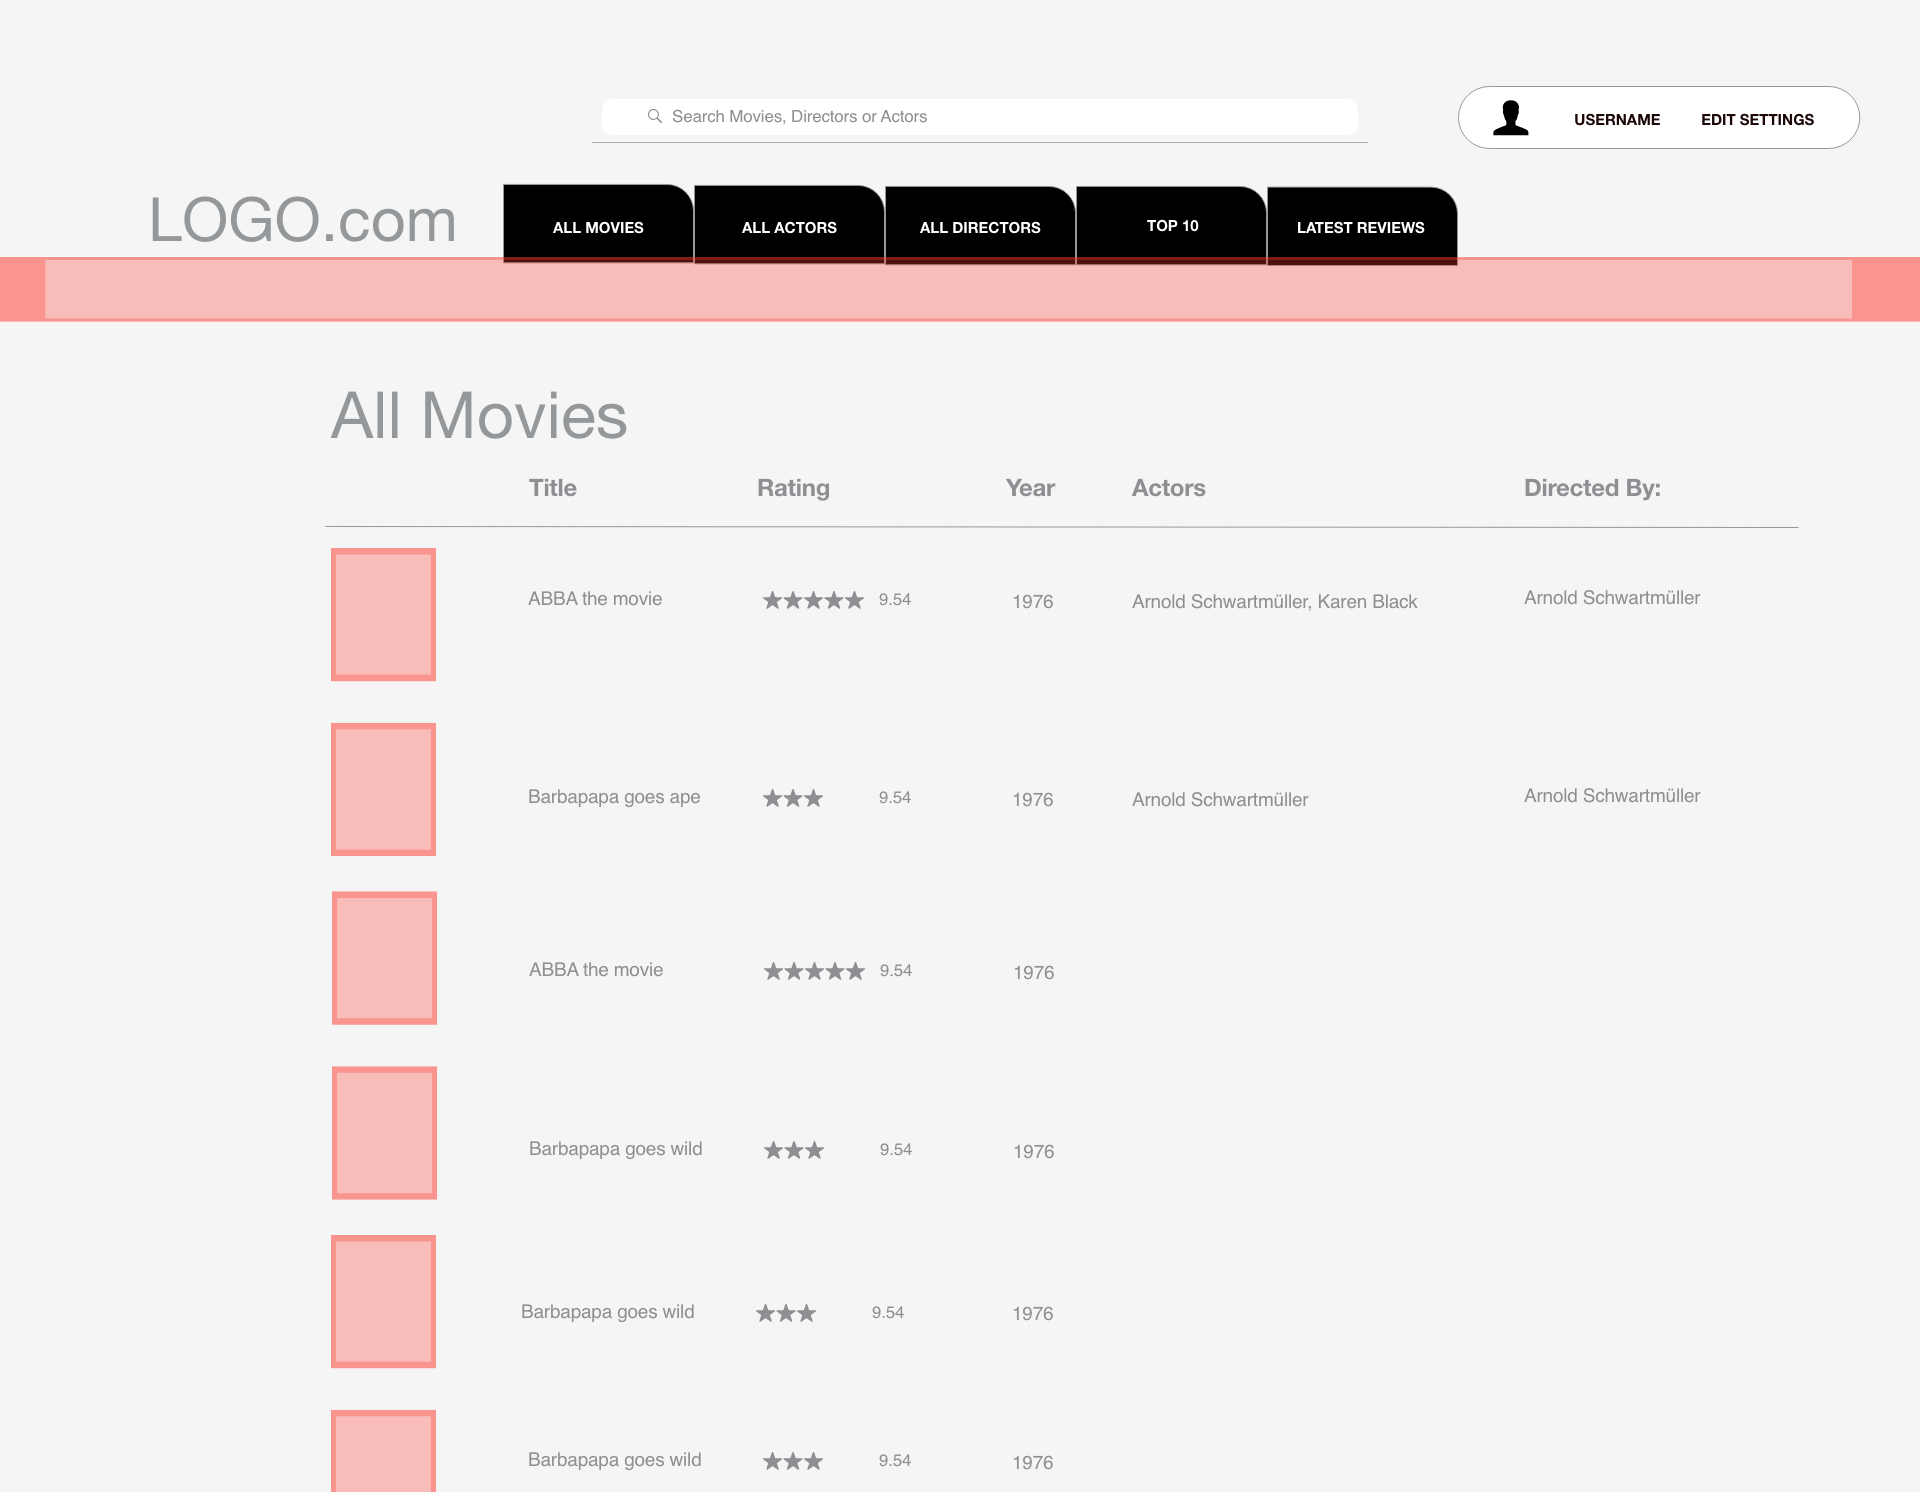 Search Movies, Directors or Actors
USERNAME EDIT SETTINGS
LOGO.com
ALL MOVIES ALL ACTORS ALL DIRECTORS TOP 10 LATEST REVIEWS
All Movies
Title Rating Year Actors Directed By:
ABBA the movie 9.54 1976 Arnold Schwartmüller, Karen Black Arnold Schwartmüller
Barbapapa goes ape 9.54 1976 Arnold Schwartmüller Arnold Schwartmüller
ABBA the movie 9.54 1976
Barbapapa goes wild 9.54 1976
Barbapapa goes wild 9.54 1976
Barbapapa goes wild 9.54 1976